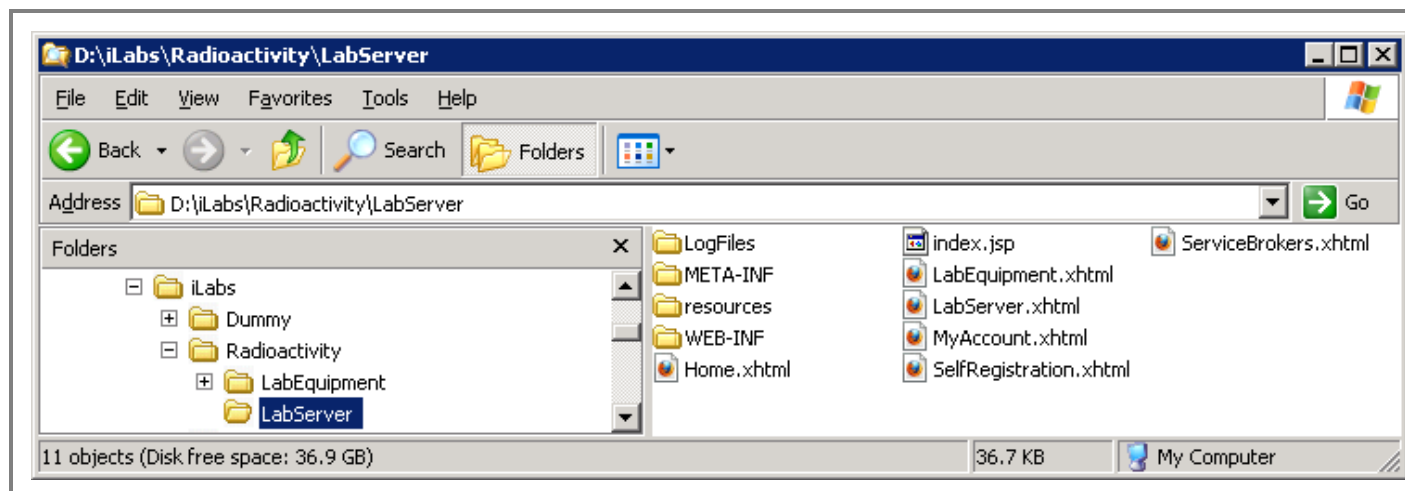 D:\iLabs\Radioactivity\LabServer
File Edit View Favorites Tools Help
Back Search Folders
Address D:\iLabs\Radioactivity\LabServer Go
Folders
iLabs
Dummy
Radioactivity
LabEquipment
LabServer
LogFiles index.jsp ServiceBrokers.xhtml
META-INF LabEquipment.xhtml
resources LabServer.xhtml
WEB-INF MyAccount.xhtml
Home.xhtml SelfRegistration.xhtml
11 objects (Disk free space: 36.9 GB) 36.7 KB My Computer